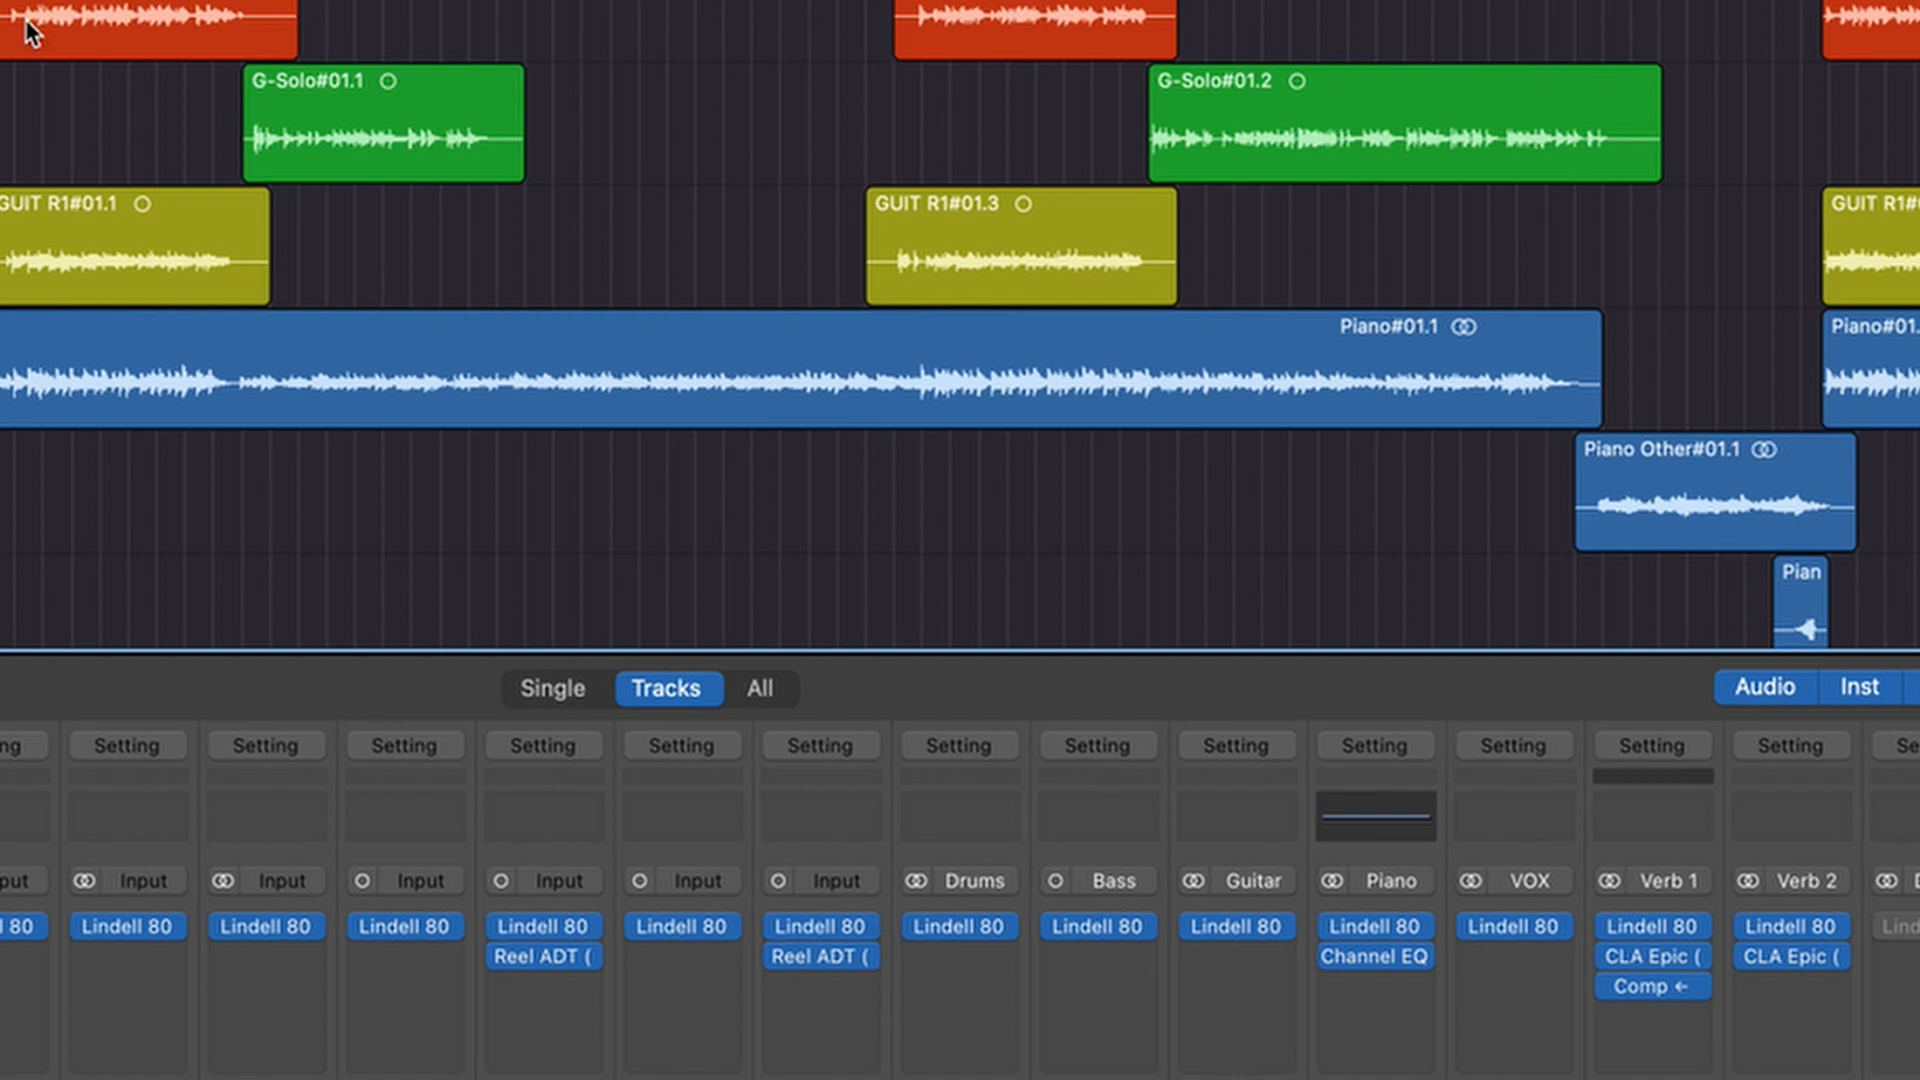 G-Solo#01.1 G-Solo#01.2
GUIT R1#01.1 GUIT R1#01.3 GUIT R1#
Piano#01.1 Piano#01.
Piano Other#01.1
Pian
Single Tracks All Audio Inst
Setting Setting Setting Setting Setting Setting Setting Setting Setting Setting Setting Setting Setting
Input Input Input Input Input Input Drums Bass Guitar Piano VOX Verb 1 Verb 2
80 Lindell 80 Lindell 80 Lindell 80 Lindell 80 Lindell 80 Lindell 80 Lindell 80 Lindell 80 Lindell 80 Lindell 80 Lindell 80 Lindell 80 Lindell 80 Lind
Reel ADT ( Reel ADT ( Channel EQ CLA Epic ( CLA Epic (
Comp ←